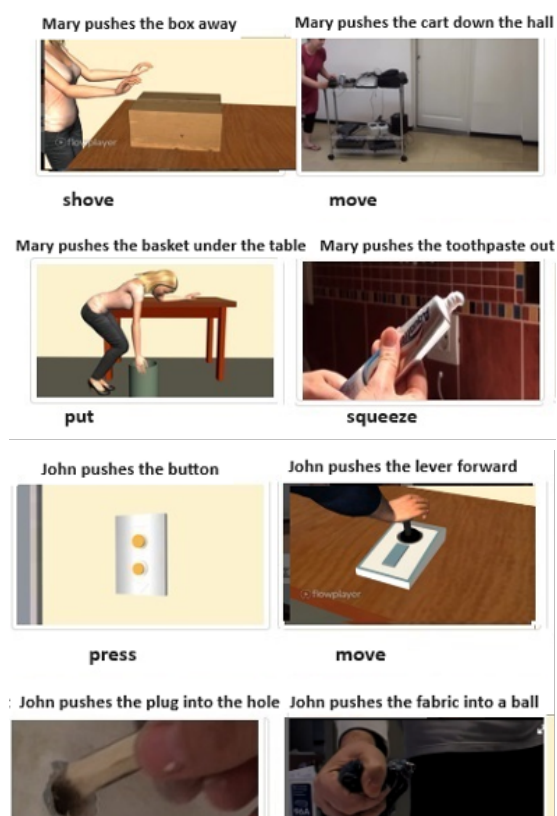 Mary pushes the box away
Mary pushes the cart down the hall
flowplayer
shove
move
Mary pushes the basket under the table
Mary pushes the toothpaste out
put
squeeze
John pushes the button
John pushes the lever forward
flowplayer
press
move
: John pushes the plug into the hole
John pushes the fabric into a ball